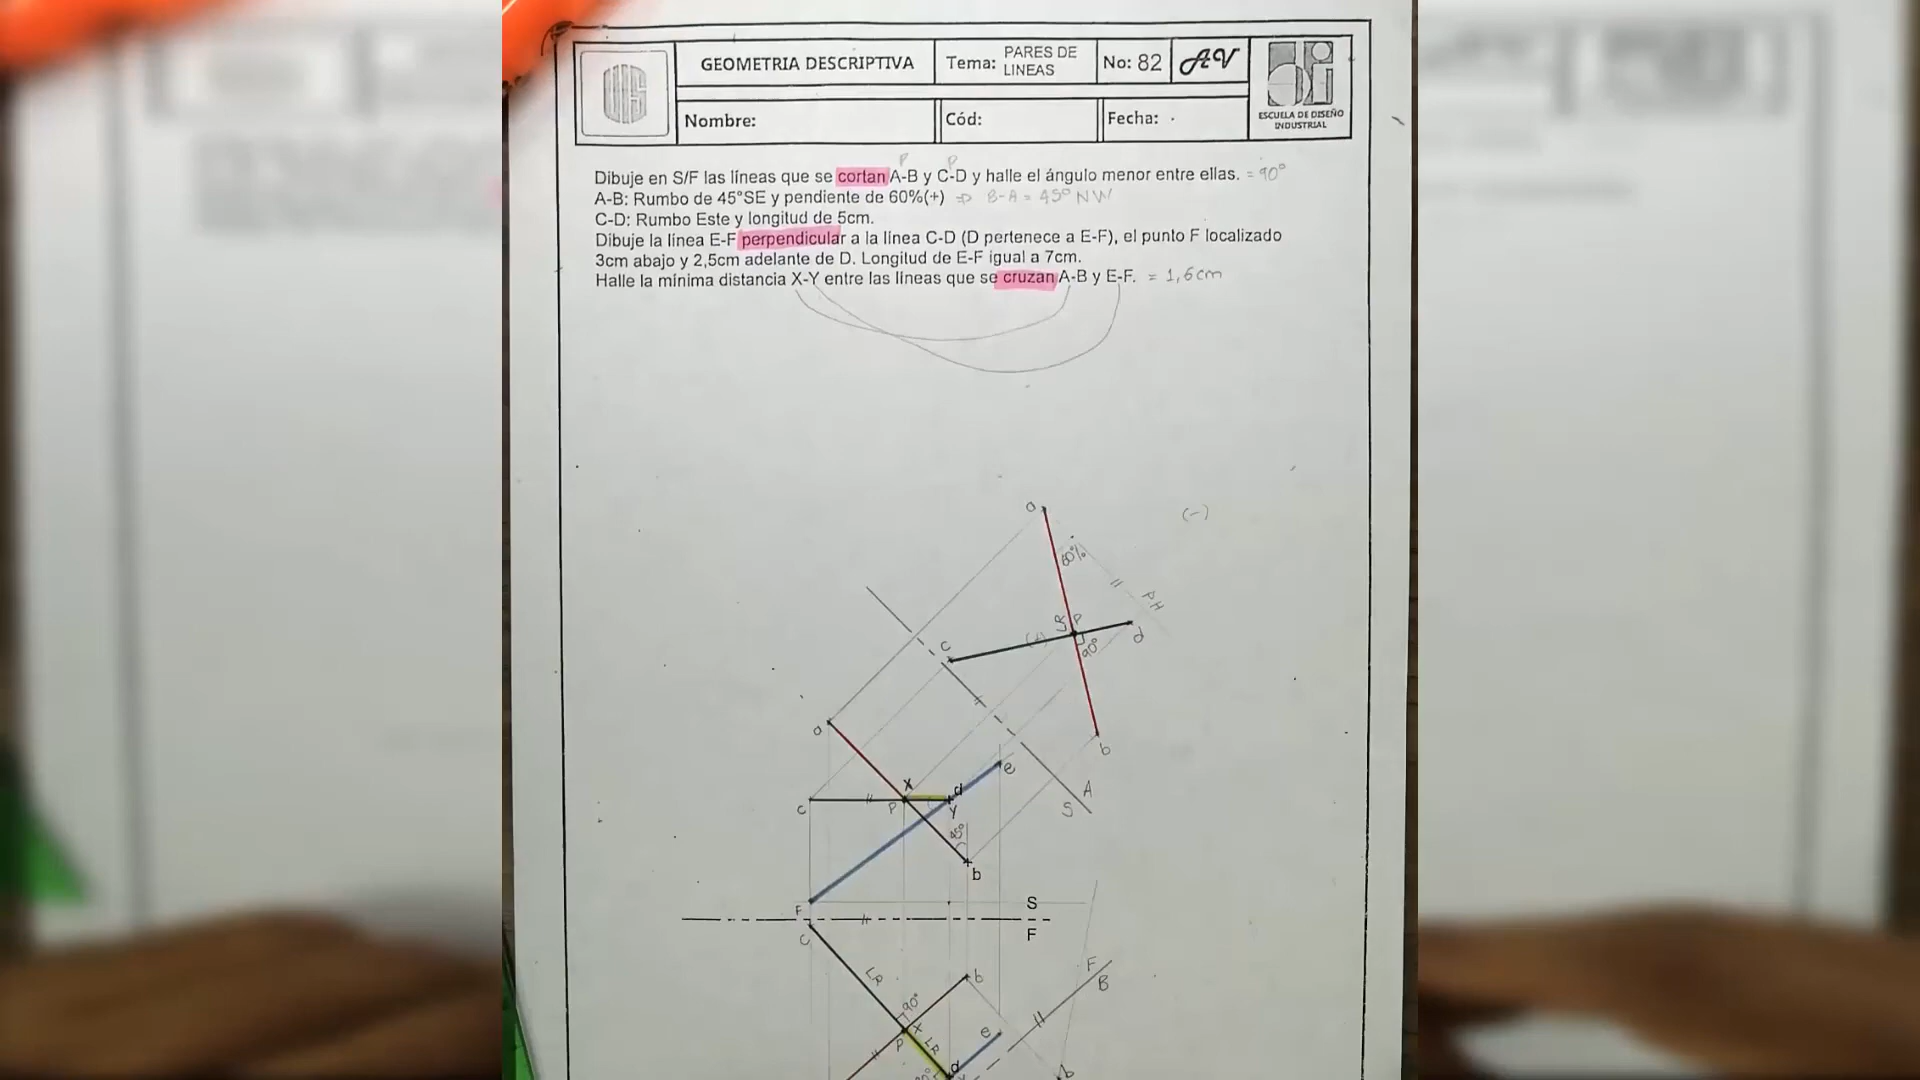 GEOMETRIA DESCRIPTIVA
Tema: PARES DE LINEAS
No: 82
AV
Nombre:
Cód:
Fecha:
ESCUELA DE DISEÑO
INDUSTRIAL
P P
Dibuje en S/F las líneas que se cortan A-B y C-D y halle el ángulo menor entre ellas. = 90°
A-B: Rumbo de 45°SE y pendiente de 60%(+) => B-A = 45° NW
C-D: Rumbo Este y longitud de 5cm.
Dibuje la línea E-F perpendicular a la línea C-D (D pertenece a E-F), el punto F localizado
3cm abajo y 2,5cm adelante de D. Longitud de E-F igual a 7cm.
Halle la mínima distancia X-Y entre las líneas que se cruzan A-B y E-F. = 1,6cm
a
(-)
60%
PH
LR
P
(+)
c
d
90°
b
a
e
X
d
A
c
P
y
S
45°
b
F
S
c
F
LR
b
F
B
90°
X
P
LR
e
d
b